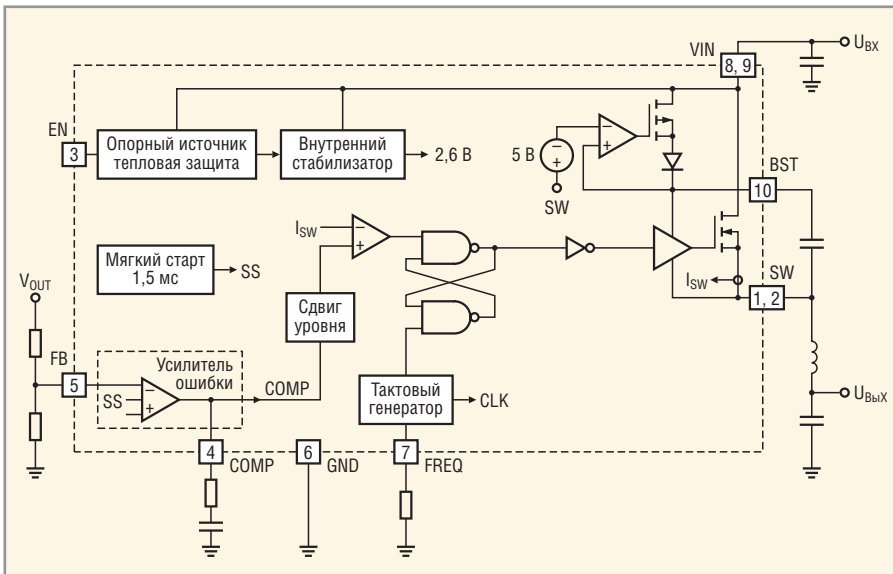 VIN
U_ВХ
8, 9
EN
3
Опорный источник
тепловая защита
Внутренний
стабилизатор
2,6 В
5 В
−
+
SW
−
+
BST
10
I_SW
−
+
Мягкий старт
1,5 мс
SS
I_SW
SW
1, 2
V_OUT
Сдвиг
уровня
FB
5
Усилитель
ошибки
SS
−
+
COMP
Тактовый
генератор
CLK
U_ВыХ
4
COMP
6
GND
7
FREQ